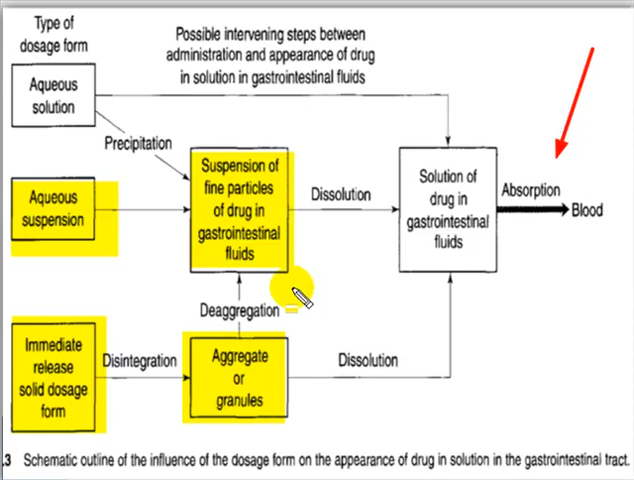 Type of
dosage form
Possible intervening steps between
administration and appearance of drug
in solution in gastrointestinal fluids
Aqueous
solution
Precipitation
Aqueous
suspension
Suspension of
fine particles
of drug in
gastrointestinal
fluids
Dissolution
Solution of
drug in
gastrointestinal
fluids
Absorption
Blood
Deaggregation
Immediate
release
solid dosage
form
Disintegration
Aggregate
or
granules
Dissolution
.3 Schematic outline of the influence of the dosage form on the appearance of drug in solution in the gastrointestinal tract.